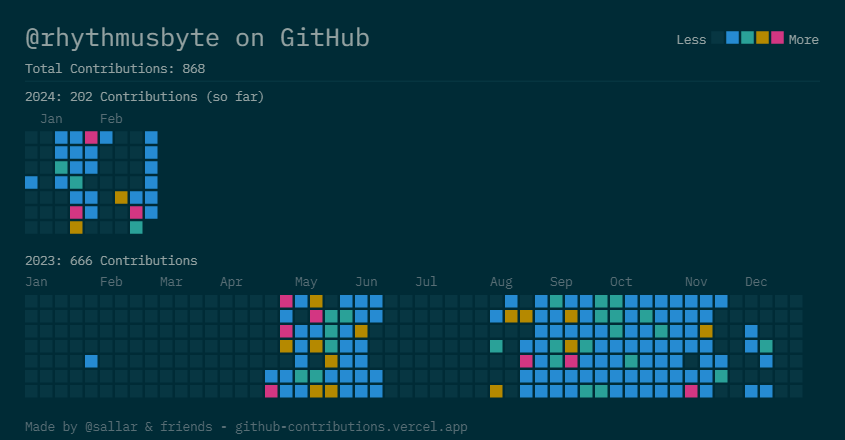 @rhythmusbyte on GitHub
Less More
Total Contributions: 868
2024: 202 Contributions (so far)
Jan Feb
2023: 666 Contributions
Jan Feb Mar Apr May Jun Jul Aug Sep Oct Nov Dec
Made by @sallar & friends - github-contributions.vercel.app